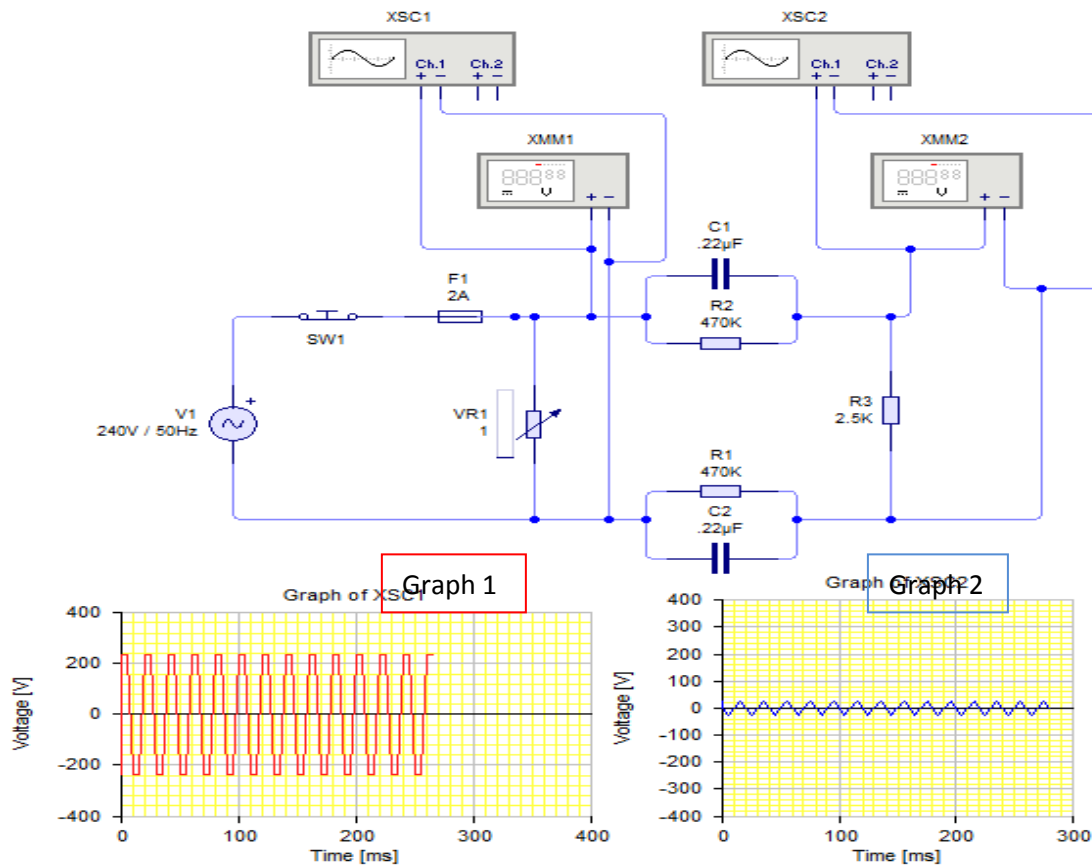 XSC1
XSC2
Ch.1 Ch.2
+ − + −
Ch.1 Ch.2
+ − + −
XMM1
XMM2
V
+ −
V
+ −
C1
.22µF
F1
2A
R2
470K
SW1
V1
240V / 50Hz
+
VR1
1
R3
2.5K
R1
470K
C2
.22µF
Graph of XSC1
Graph 1
Graph of XSC2
Graph 2
Voltage [V]
400
200
0
-200
-400
0 100 200 300 400
Time [ms]
Voltage [V]
400
300
200
100
0
-100
-200
-300
-400
0 100 200 300
Time [ms]